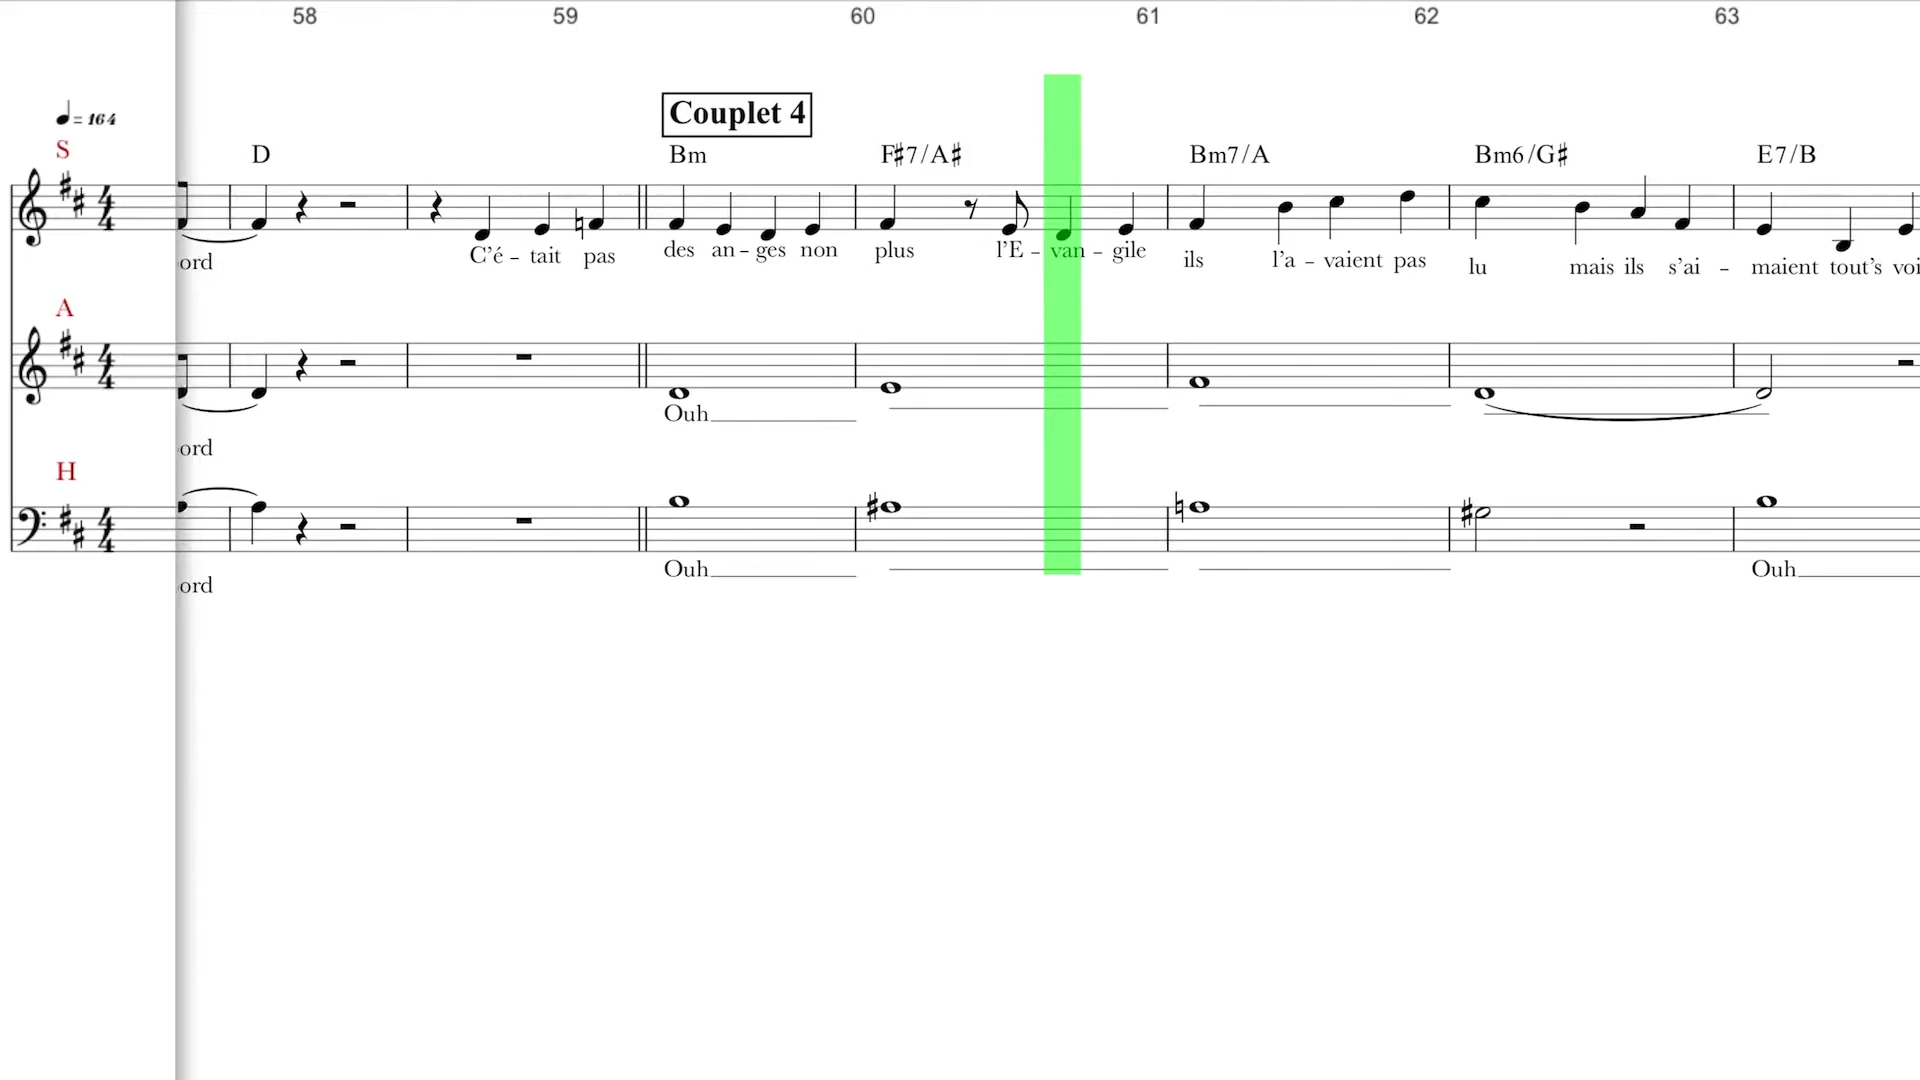 58 59 60 61 62 63
Couplet 4
= 164
S
D Bm F♯7/A♯ Bm7/A Bm6/G♯ E7/B
ord C'é - tait pas des an - ges non plus l'E - van - gile ils l'a - vaient pas lu mais ils s'ai - maient tout's voi
A
Ouh
ord
H
Ouh Ouh
ord